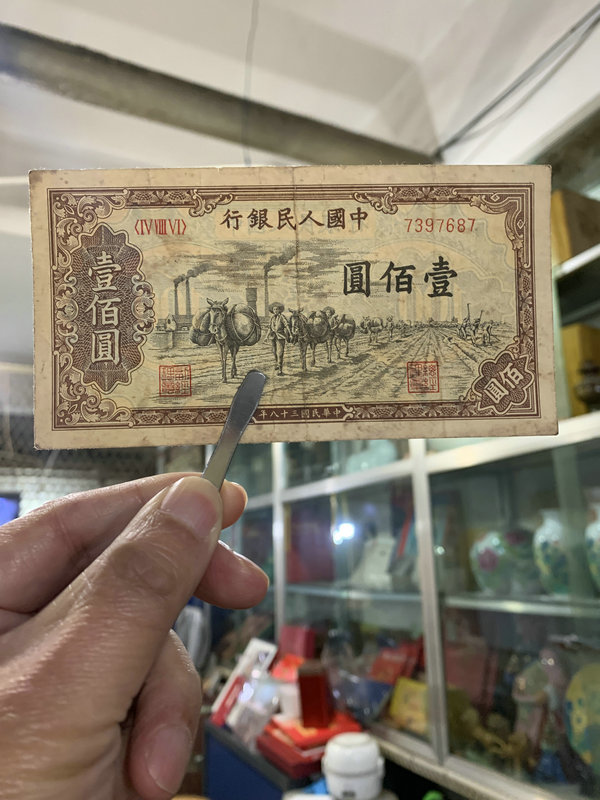 〈IV VIII VI〉
行銀民人國中
7397687
壹佰圓
圓佰壹
佰圓
年八十三國民華中